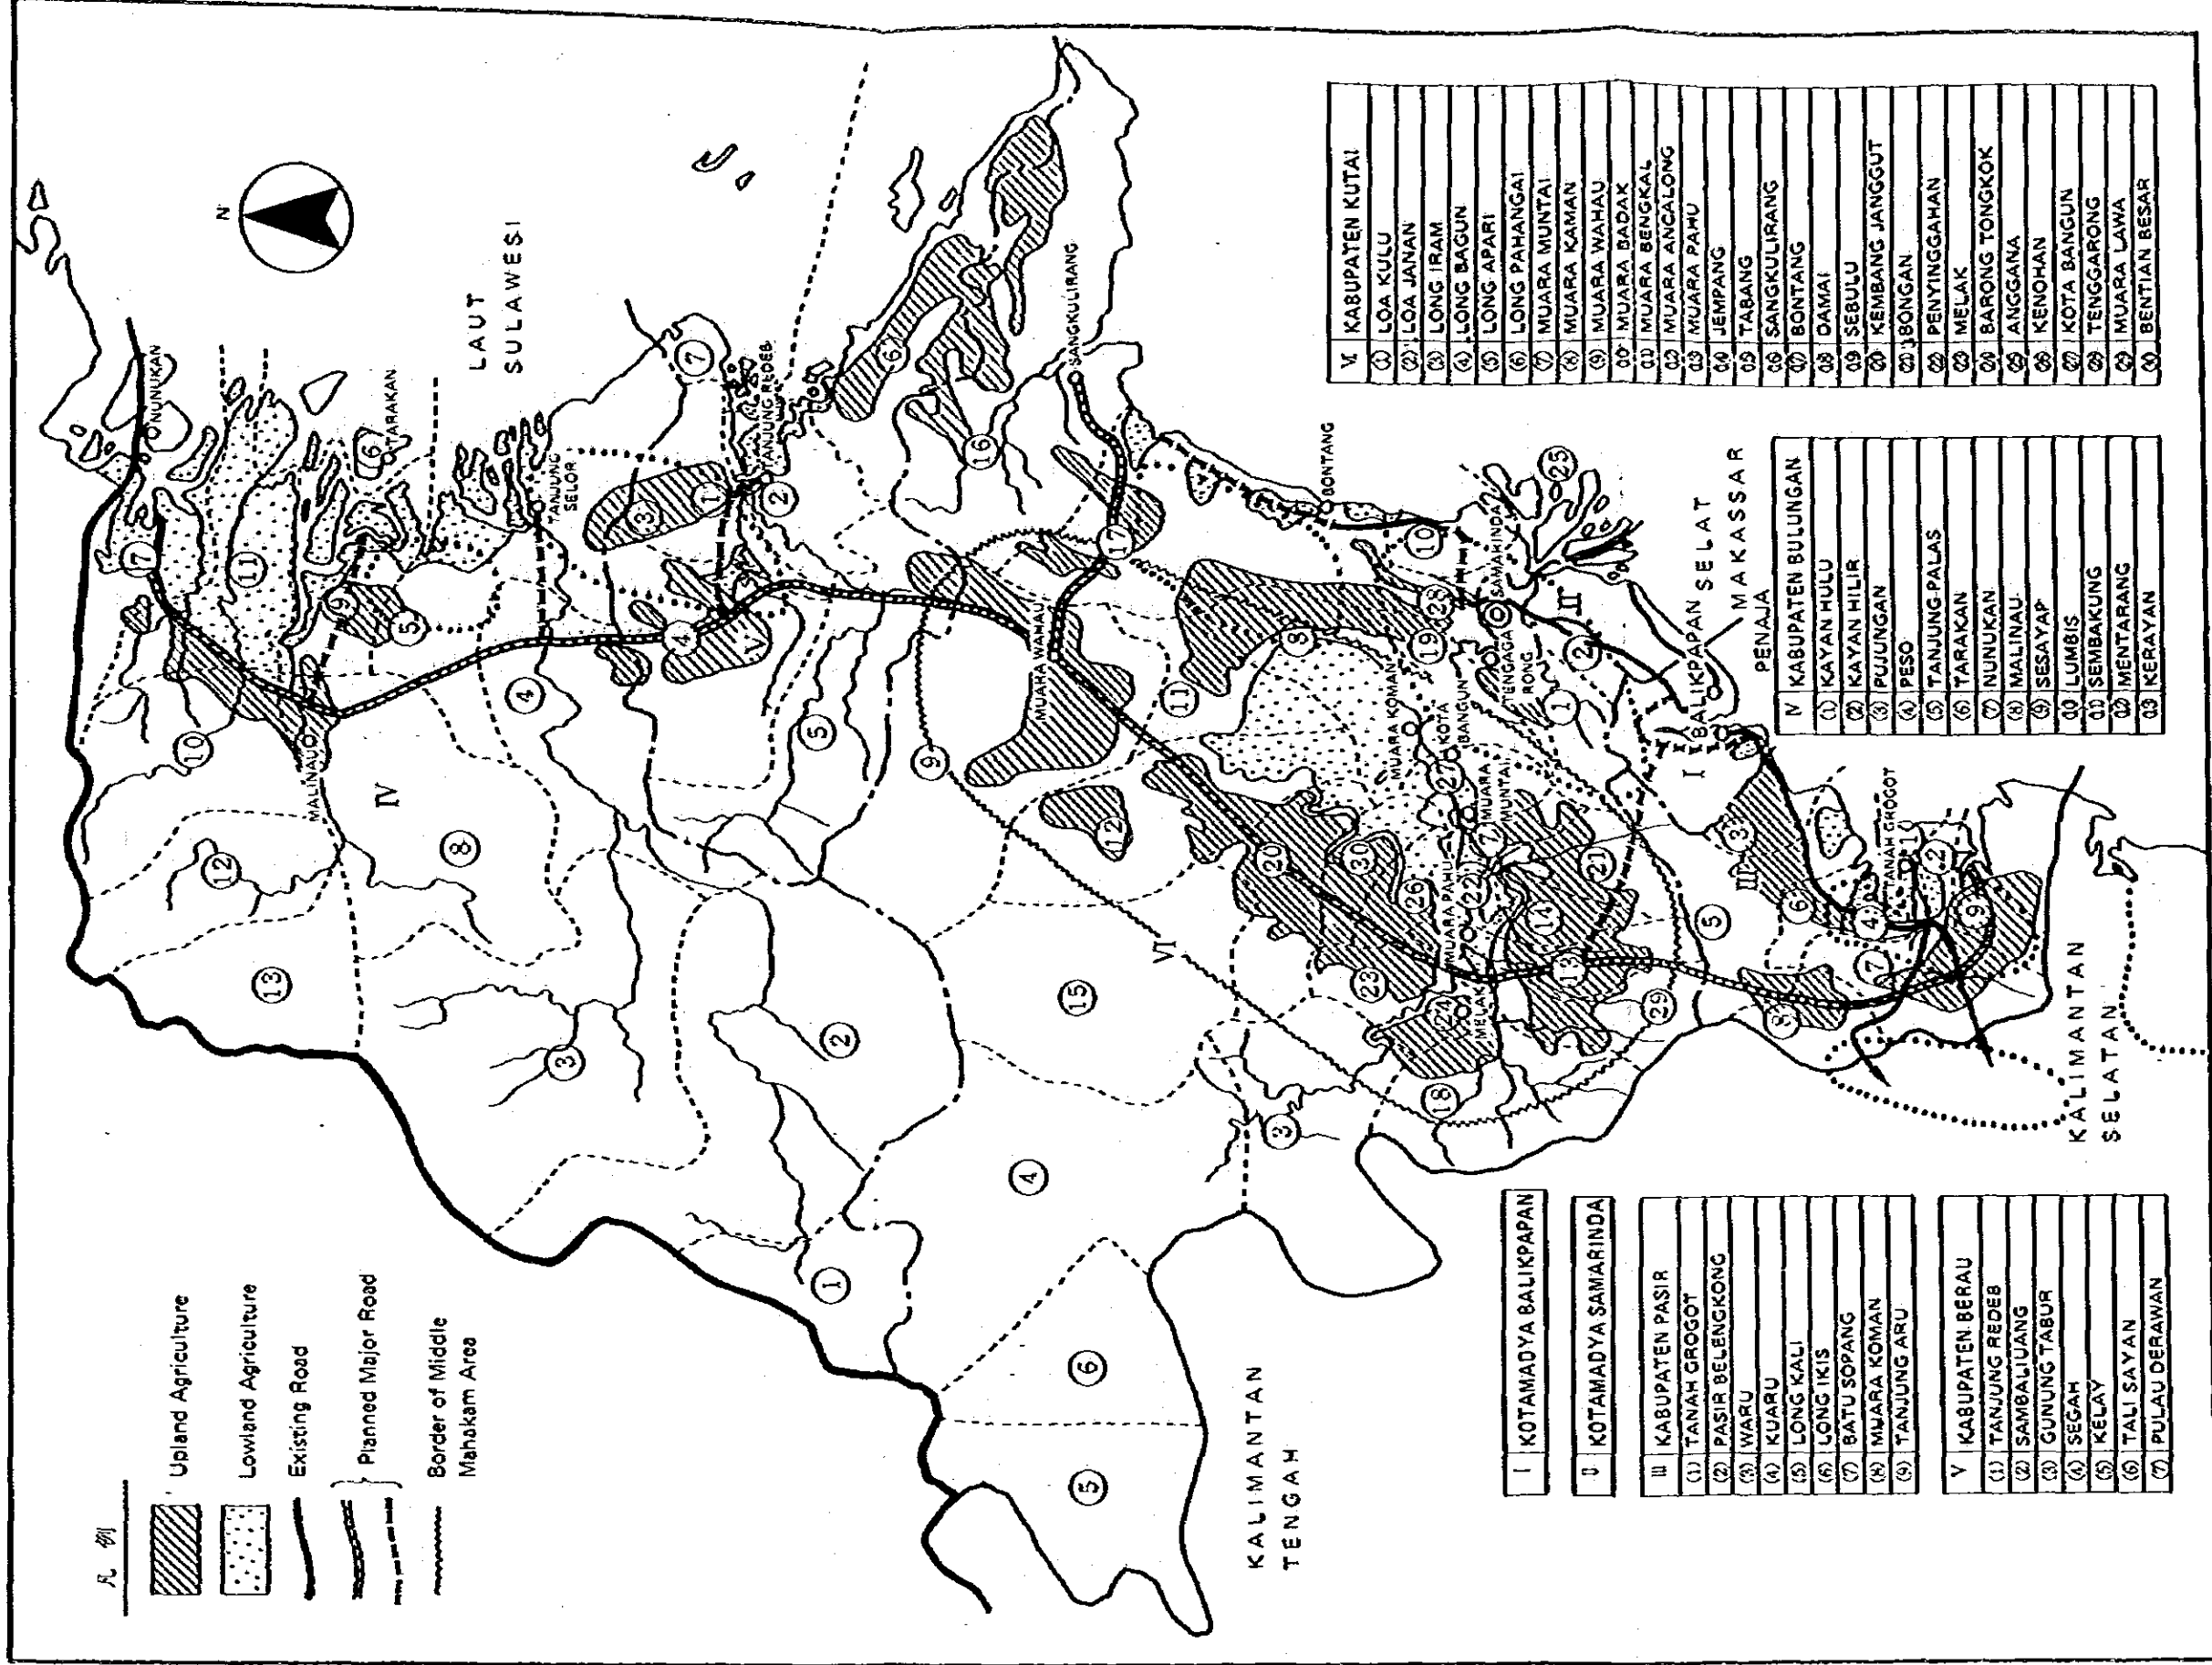 凡例
Upland Agriculture
Lowland Agriculture
Existing Road
Planned Major Road
Border of Middle
Mahakam Area
N
LAUT
SULAWESI
NUNUKAN
TARAKAN
MALINAU
TANJUNG
SELOR
TANJUNG REDEB
SANGKULIRANG
MUARA WAHAU
BONTANG
SAMARINDA
TENGGA
RONG
MUARA KOMAN
KOTA
BANGUN
MUARA
MUNTAI
MUARA PAHU
MELAK
BALIKPAPAN
PENAJA
SELAT
MAKASSAR
TANAH GROGOT
KALIMANTAN
TENGAH
KALIMANTAN
SELATAN
I
II
III
IV
V
VI
I KOTAMADYA BALIKPAPAN
II KOTAMADYA SAMARINDA
III KABUPATEN PASIR
(1) TANAH GROGOT
(2) PASIR BELENGKONG
(3) WARU
(4) KUARU
(5) LONG KALI
(6) LONG IKIS
(7) BATU SOPANG
(8) MUARA KOMAN
(9) TANJUNG ARU
V KABUPATEN BERAU
(1) TANJUNG REDEB
(2) SAMBALIUANG
(3) GUNUNG TABUR
(4) SEGAH
(5) KELAY
(6) TALI SAYAN
(7) PULAU DERAWAN
IV KABUPATEN BULUNGAN
(1) KAYAN HULU
(2) KAYAN HILIR
(3) PUJUNGAN
(4) PESO
(5) TANJUNG PALAS
(6) TARAKAN
(7) NUNUKAN
(8) MALINAU
(9) SESAYAP
(10) LUMBIS
(11) SEMBAKUNG
(12) MENTARANG
(13) KERAYAN
VI KABUPATEN KUTAI
(1) LOA KULU
(2) LOA JANAN
(3) LONG IRAM
(4) LONG BAGUN
(5) LONG APARI
(6) LONG PAHANGAI
(7) MUARA MUNTAI
(8) MUARA KAMAN
(9) MUARA WAHAU
(10) MUARA BADAK
(11) MUARA BENGKAL
(12) MUARA ANCALONG
(13) MUARA PAHU
(14) JEMPANG
(15) TABANG
(16) SANGKULIRANG
(17) BONTANG
(18) DAMAI
(19) SEBULU
(20) KEMBANG JANGGUT
(21) BONGAN
(22) PENYINGGAHAN
(23) MELAK
(24) BARONG TONGKOK
(25) ANGGANA
(26) KENOHAN
(27) KOTA BANGUN
(28) TENGGARONG
(29) MUARA LAWA
(30) BENTIAN BESAR